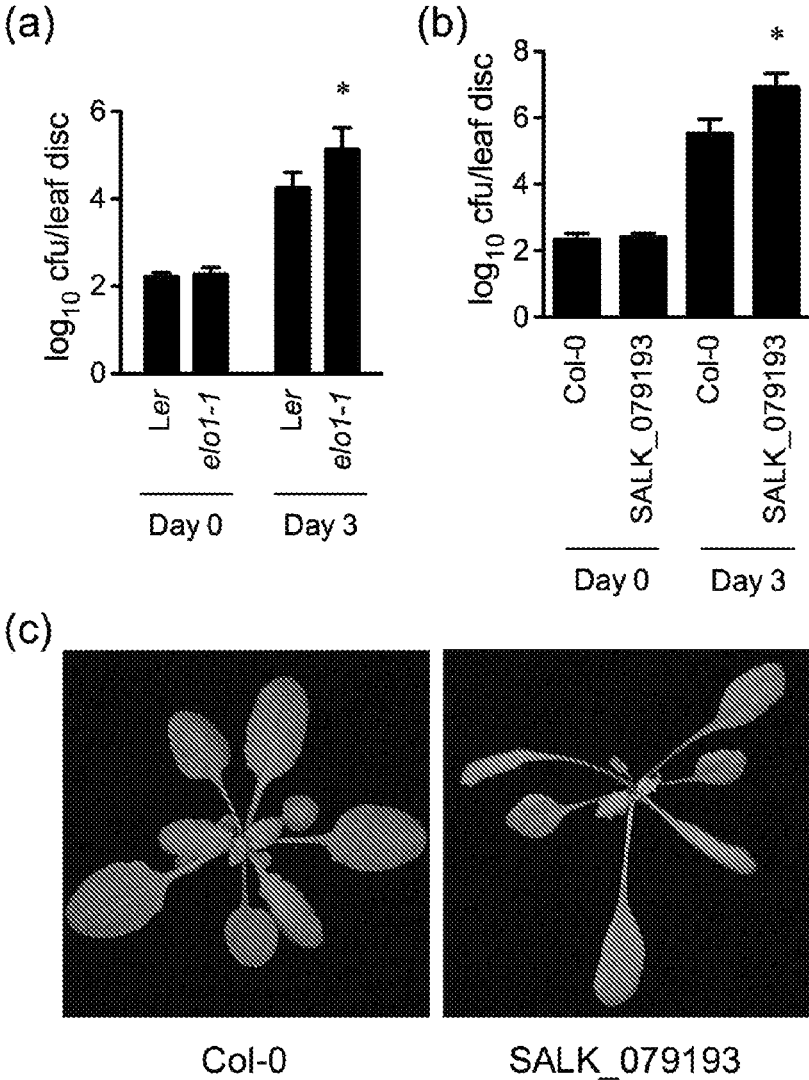 (a)
log10 cfu/leaf disc
6
4
2
0
*
Ler
elo1-1
Ler
elo1-1
Day 0
Day 3
(b)
log10 cfu/leaf disc
8
6
4
2
0
*
Col-0
SALK_079193
Col-0
SALK_079193
Day 0
Day 3
(c)
Col-0
SALK_079193